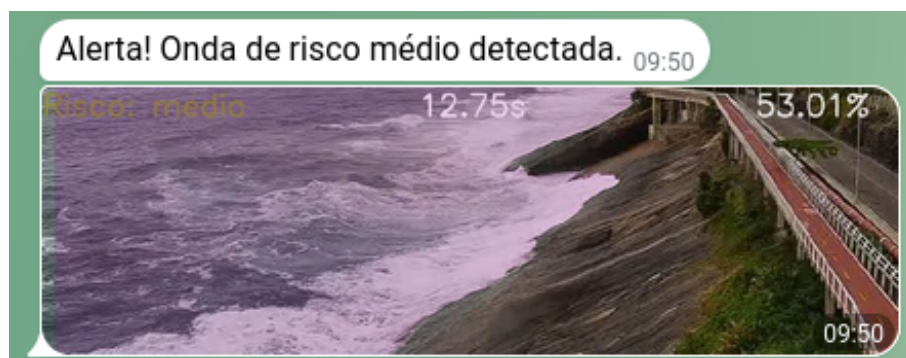 Alerta! Onda de risco médio detectada. 09:50
Risco: medio 12.75s 53.01%
09:50